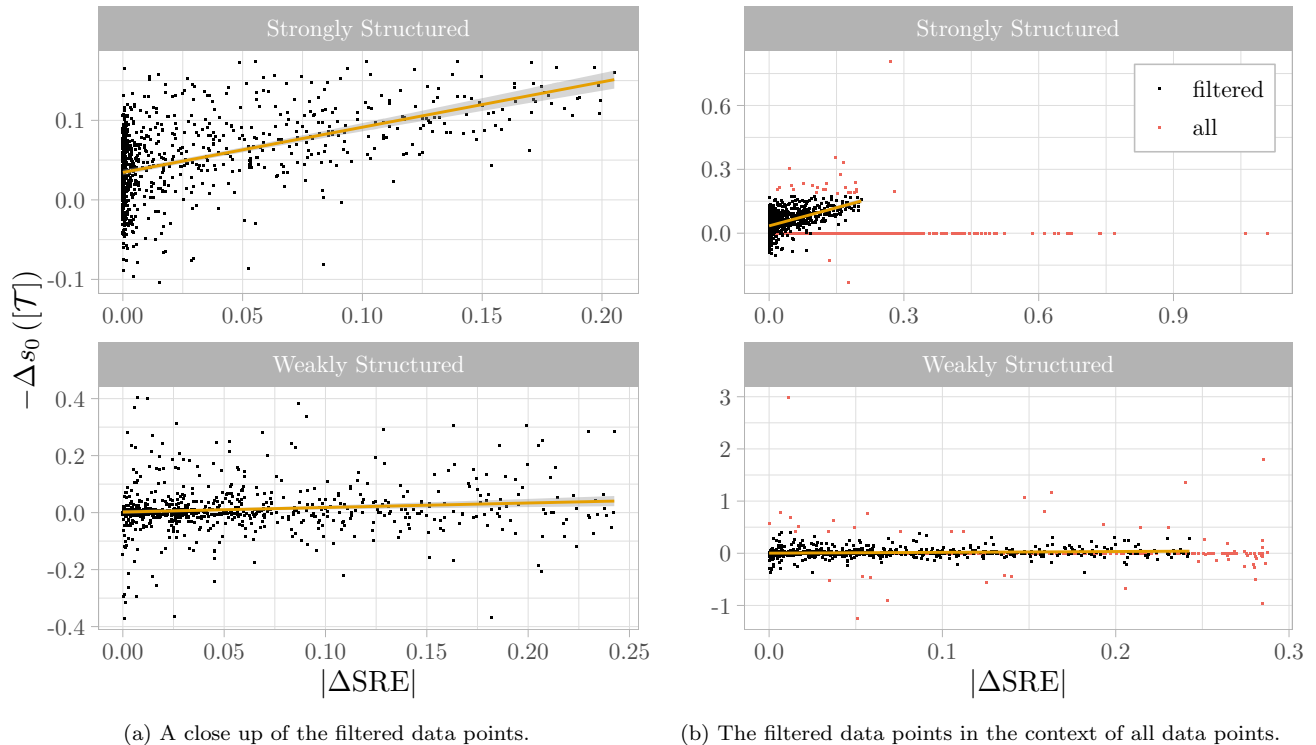 Strongly Structured
Strongly Structured
filtered
all
0.1
0.0
-0.1
0.6
0.3
0.0
0.00 0.05 0.10 0.15 0.20
0.0 0.3 0.6 0.9
−Δs₀ ([𝒯])
Weakly Structured
Weakly Structured
0.4
0.2
0.0
-0.2
-0.4
3
2
1
0
-1
0.00 0.05 0.10 0.15 0.20 0.25
0.0 0.1 0.2 0.3
|ΔSRE|
|ΔSRE|
(a) A close up of the filtered data points.
(b) The filtered data points in the context of all data points.